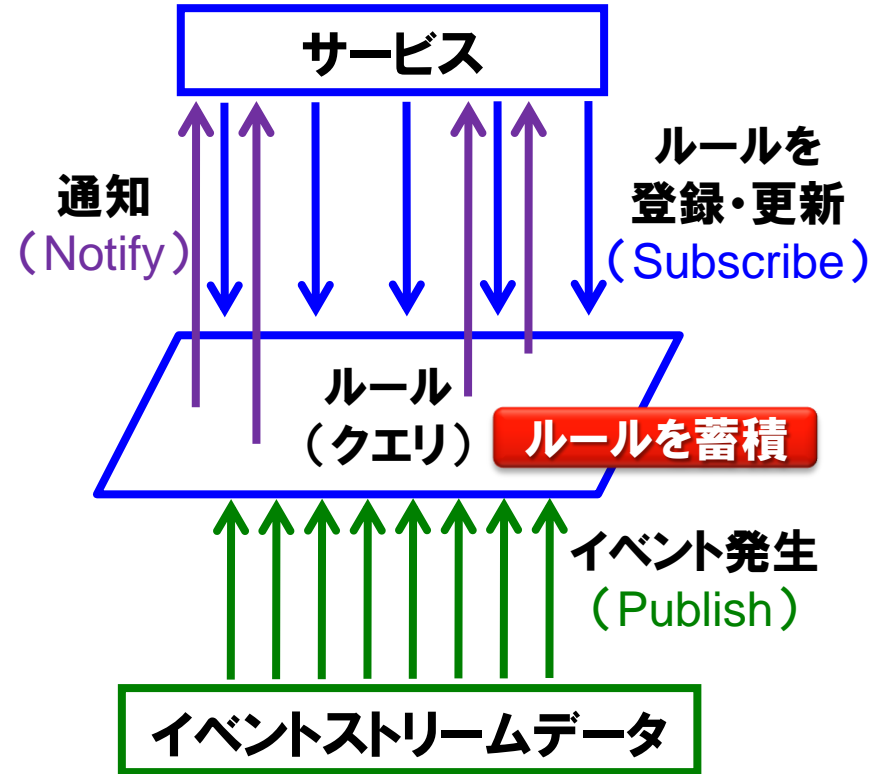 サービス
通知
（Notify）
ルールを
登録・更新
（Subscribe）
ルール
（クエリ）
ルールを蓄積
イベント発生
（Publish）
イベントストリームデータ